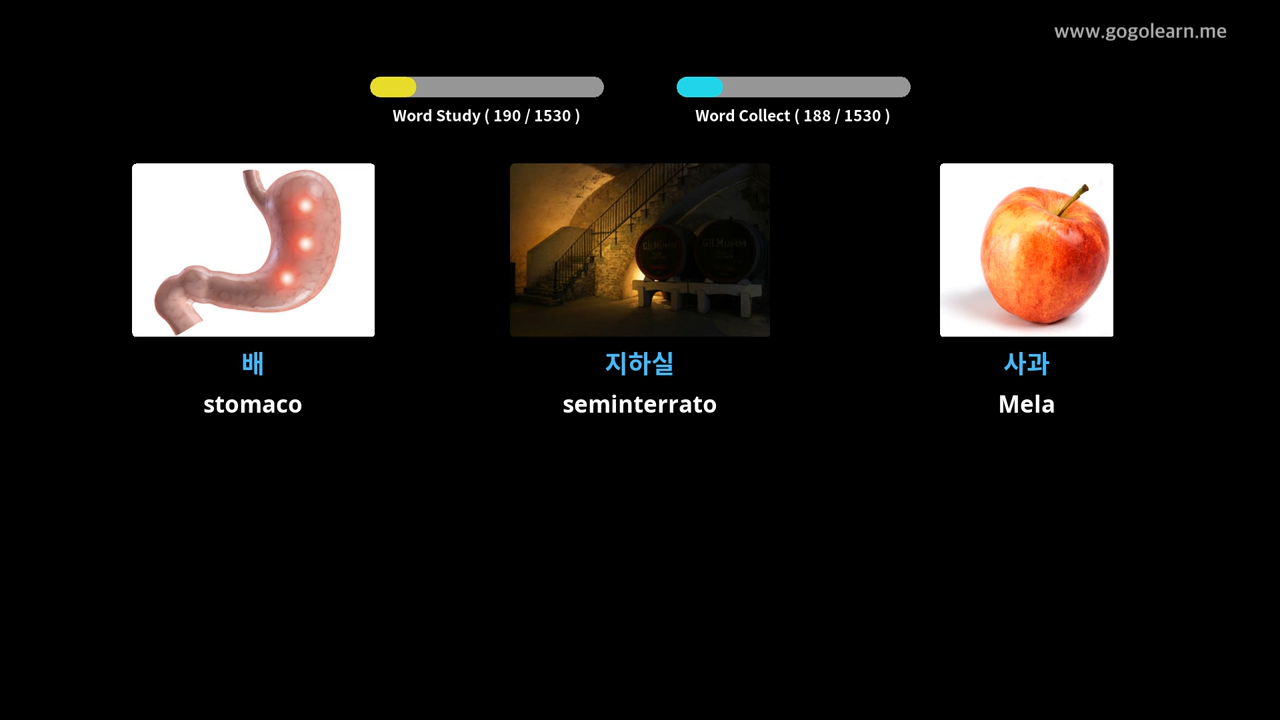 www.gogolearn.me
Word Study ( 190 / 1530 )
Word Collect ( 188 / 1530 )
배
지하실
사과
stomaco
seminterrato
Mela